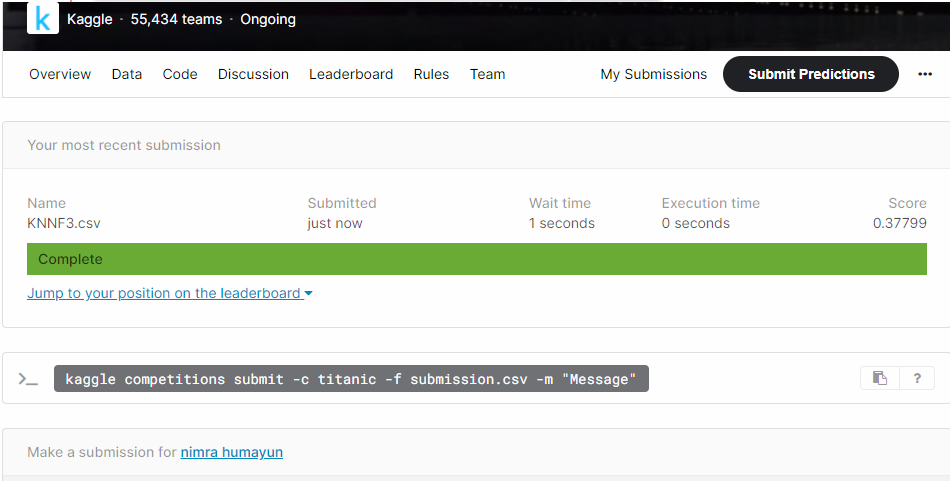 k Kaggle · 55,434 teams · Ongoing
Overview Data Code Discussion Leaderboard Rules Team My Submissions Submit Predictions ...
Your most recent submission
Name Submitted Wait time Execution time Score
KNNF3.csv just now 1 seconds 0 seconds 0.37799
Complete
Jump to your position on the leaderboard
>_ kaggle competitions submit -c titanic -f submission.csv -m "Message" ?
Make a submission for nimra humayun